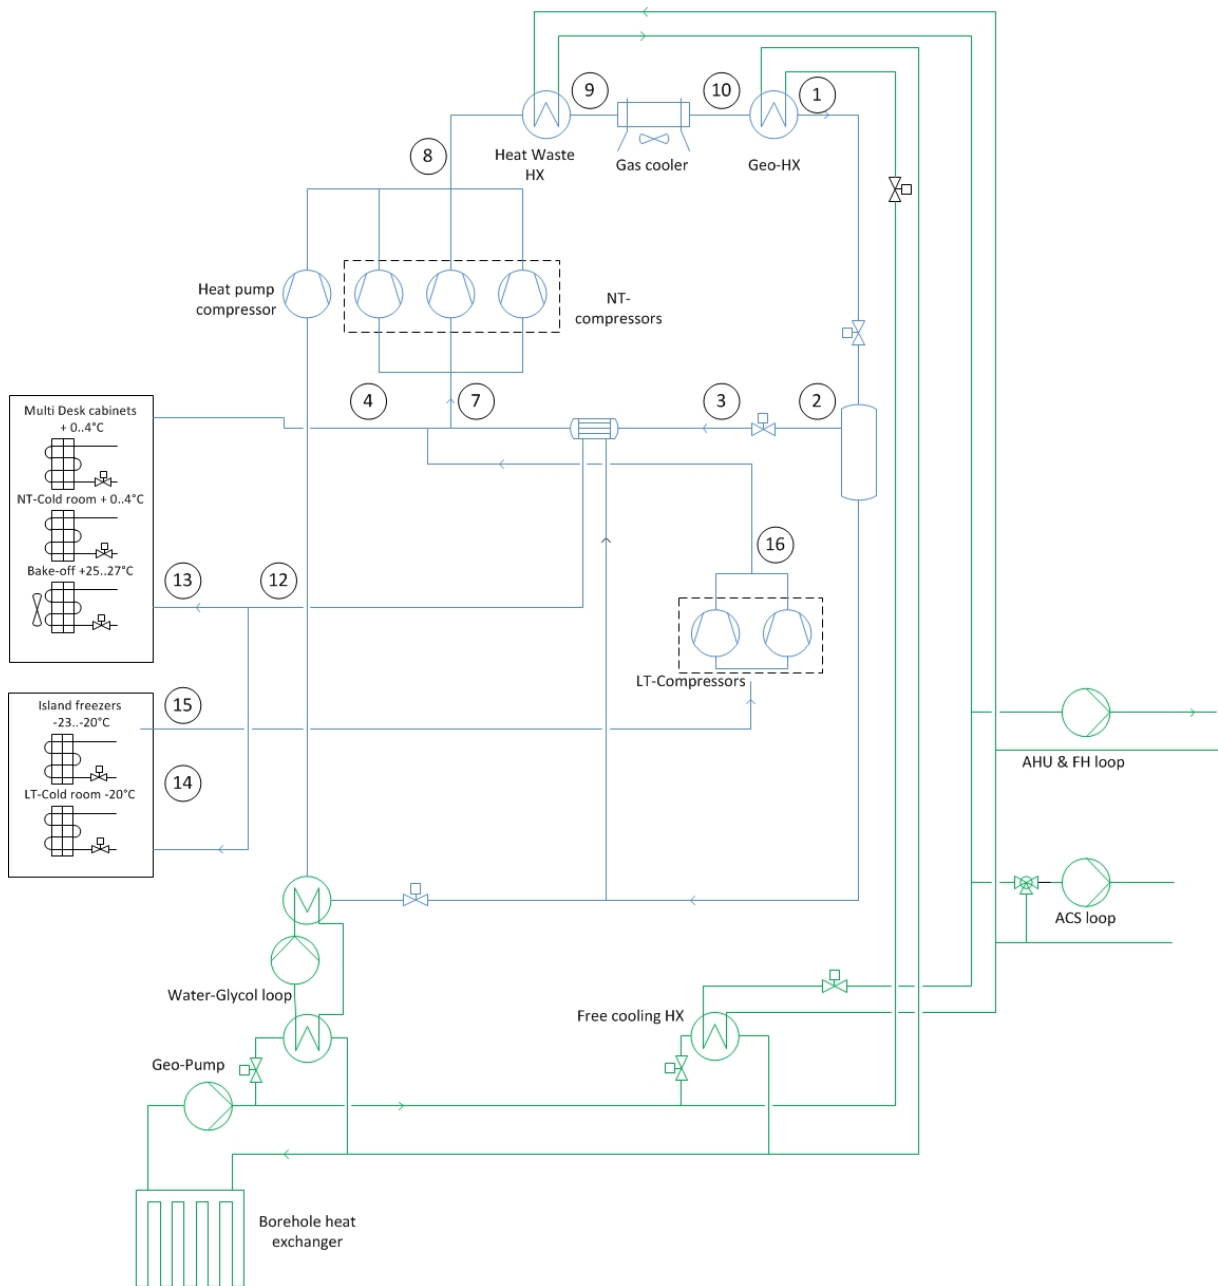 9
10
1
Heat Waste
HX
Gas cooler
Geo-HX
8
Heat pump
compressor
NT-
compressors
4
7
3
2
Multi Desk cabinets
+ 0..4°C
NT-Cold room + 0..4°C
Bake-off +25..27°C
13
12
16
LT-Compressors
Island freezers
-23..-20°C
15
14
LT-Cold room -20°C
AHU & FH loop
ACS loop
Water-Glycol loop
Free cooling HX
Geo-Pump
Borehole heat
exchanger